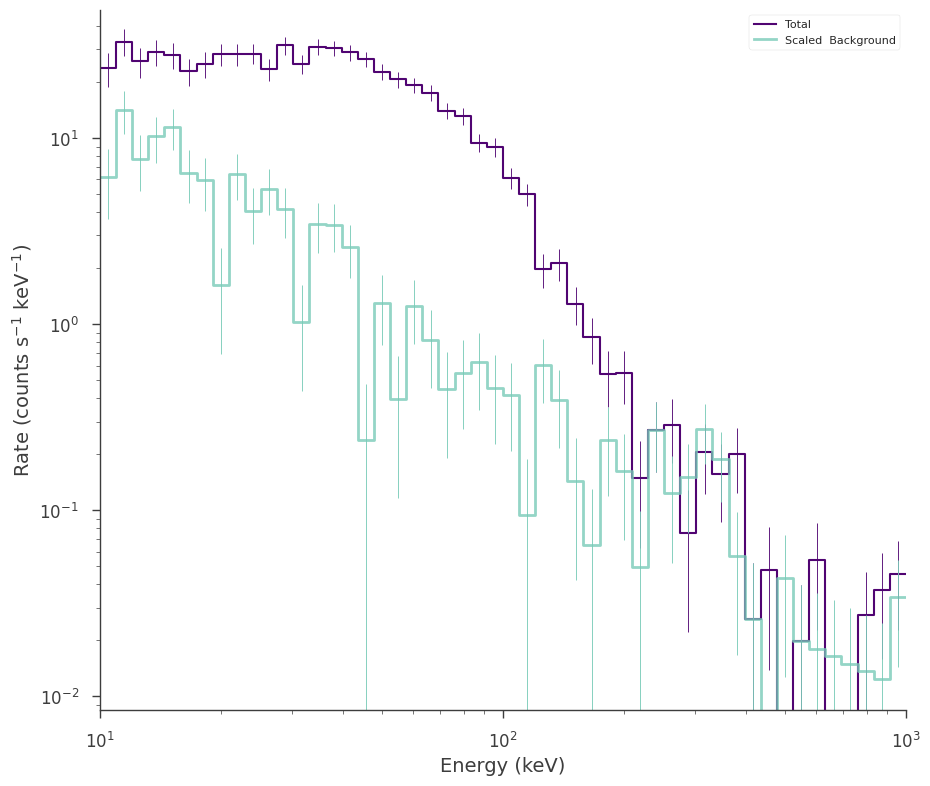 Total
Scaled  Background
Rate (counts s⁻¹ keV⁻¹)
10¹
10⁰
10⁻¹
10⁻²
10¹ 10² 10³
Energy (keV)